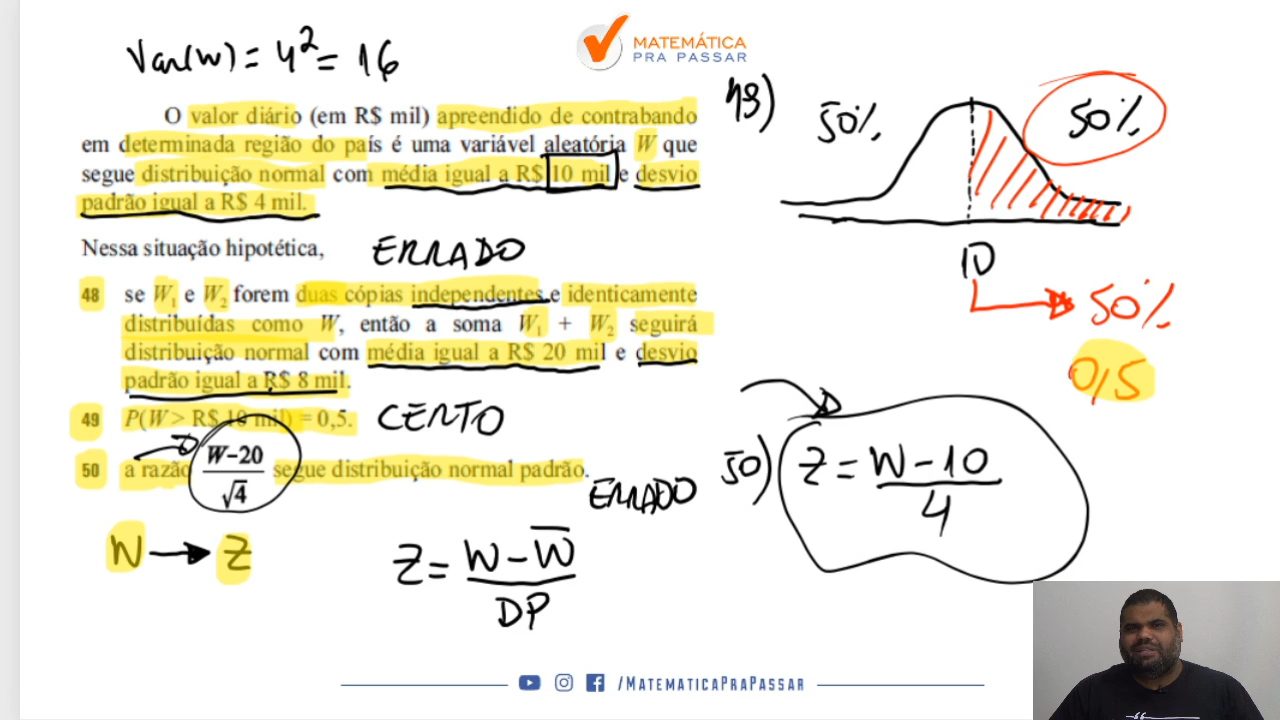 Var(W) = 4² = 16
MATEMÁTICA
PRA PASSAR
O valor diário (em R$ mil) apreendido de contrabando
em determinada região do país é uma variável aleatória W que
segue distribuição normal com média igual a R$ 10 mil e desvio
padrão igual a R$ 4 mil.
Nessa situação hipotética,
ERRADO
48 se W₁ e W₂ forem duas cópias independentes e identicamente
distribuídas como W, então a soma W₁ + W₂ seguirá
distribuição normal com média igual a R$ 20 mil e desvio
padrão igual a R$ 8 mil.
49 P(W > R$ 10 mil) = 0,5.
CERTO
50 a razão W–20 / √4 segue distribuição normal padrão.
ERRADO
W → Z
Z = W – W̅ / DP
49)
50%
50%
10
50%
0,5
50) Z = W – 10 / 4
/MATEMATICAPRAPASSAR